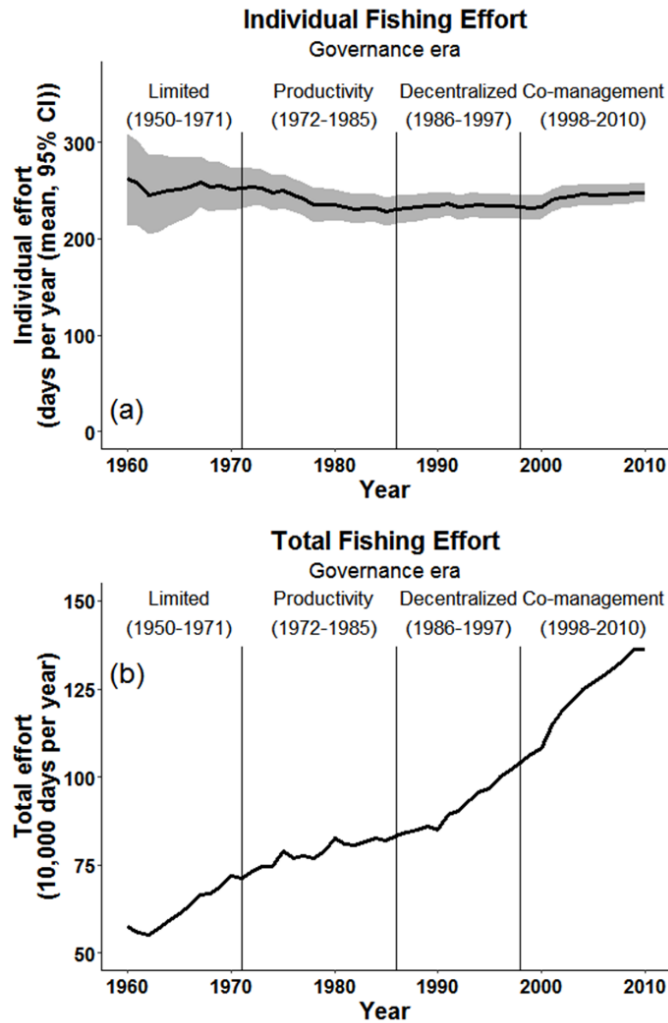 Individual Fishing Effort
Governance era
Limited Productivity Decentralized Co-management
(1950-1971) (1972-1985) (1986-1997) (1998-2010)
Individual effort
(days per year (mean, 95% CI))
300
200
100
0
(a)
1960 1970 1980 1990 2000 2010
Year
Total Fishing Effort
Governance era
Limited Productivity Decentralized Co-management
(1950-1971) (1972-1985) (1986-1997) (1998-2010)
Total effort
(10,000 days per year)
150
125
100
75
50
(b)
1960 1970 1980 1990 2000 2010
Year